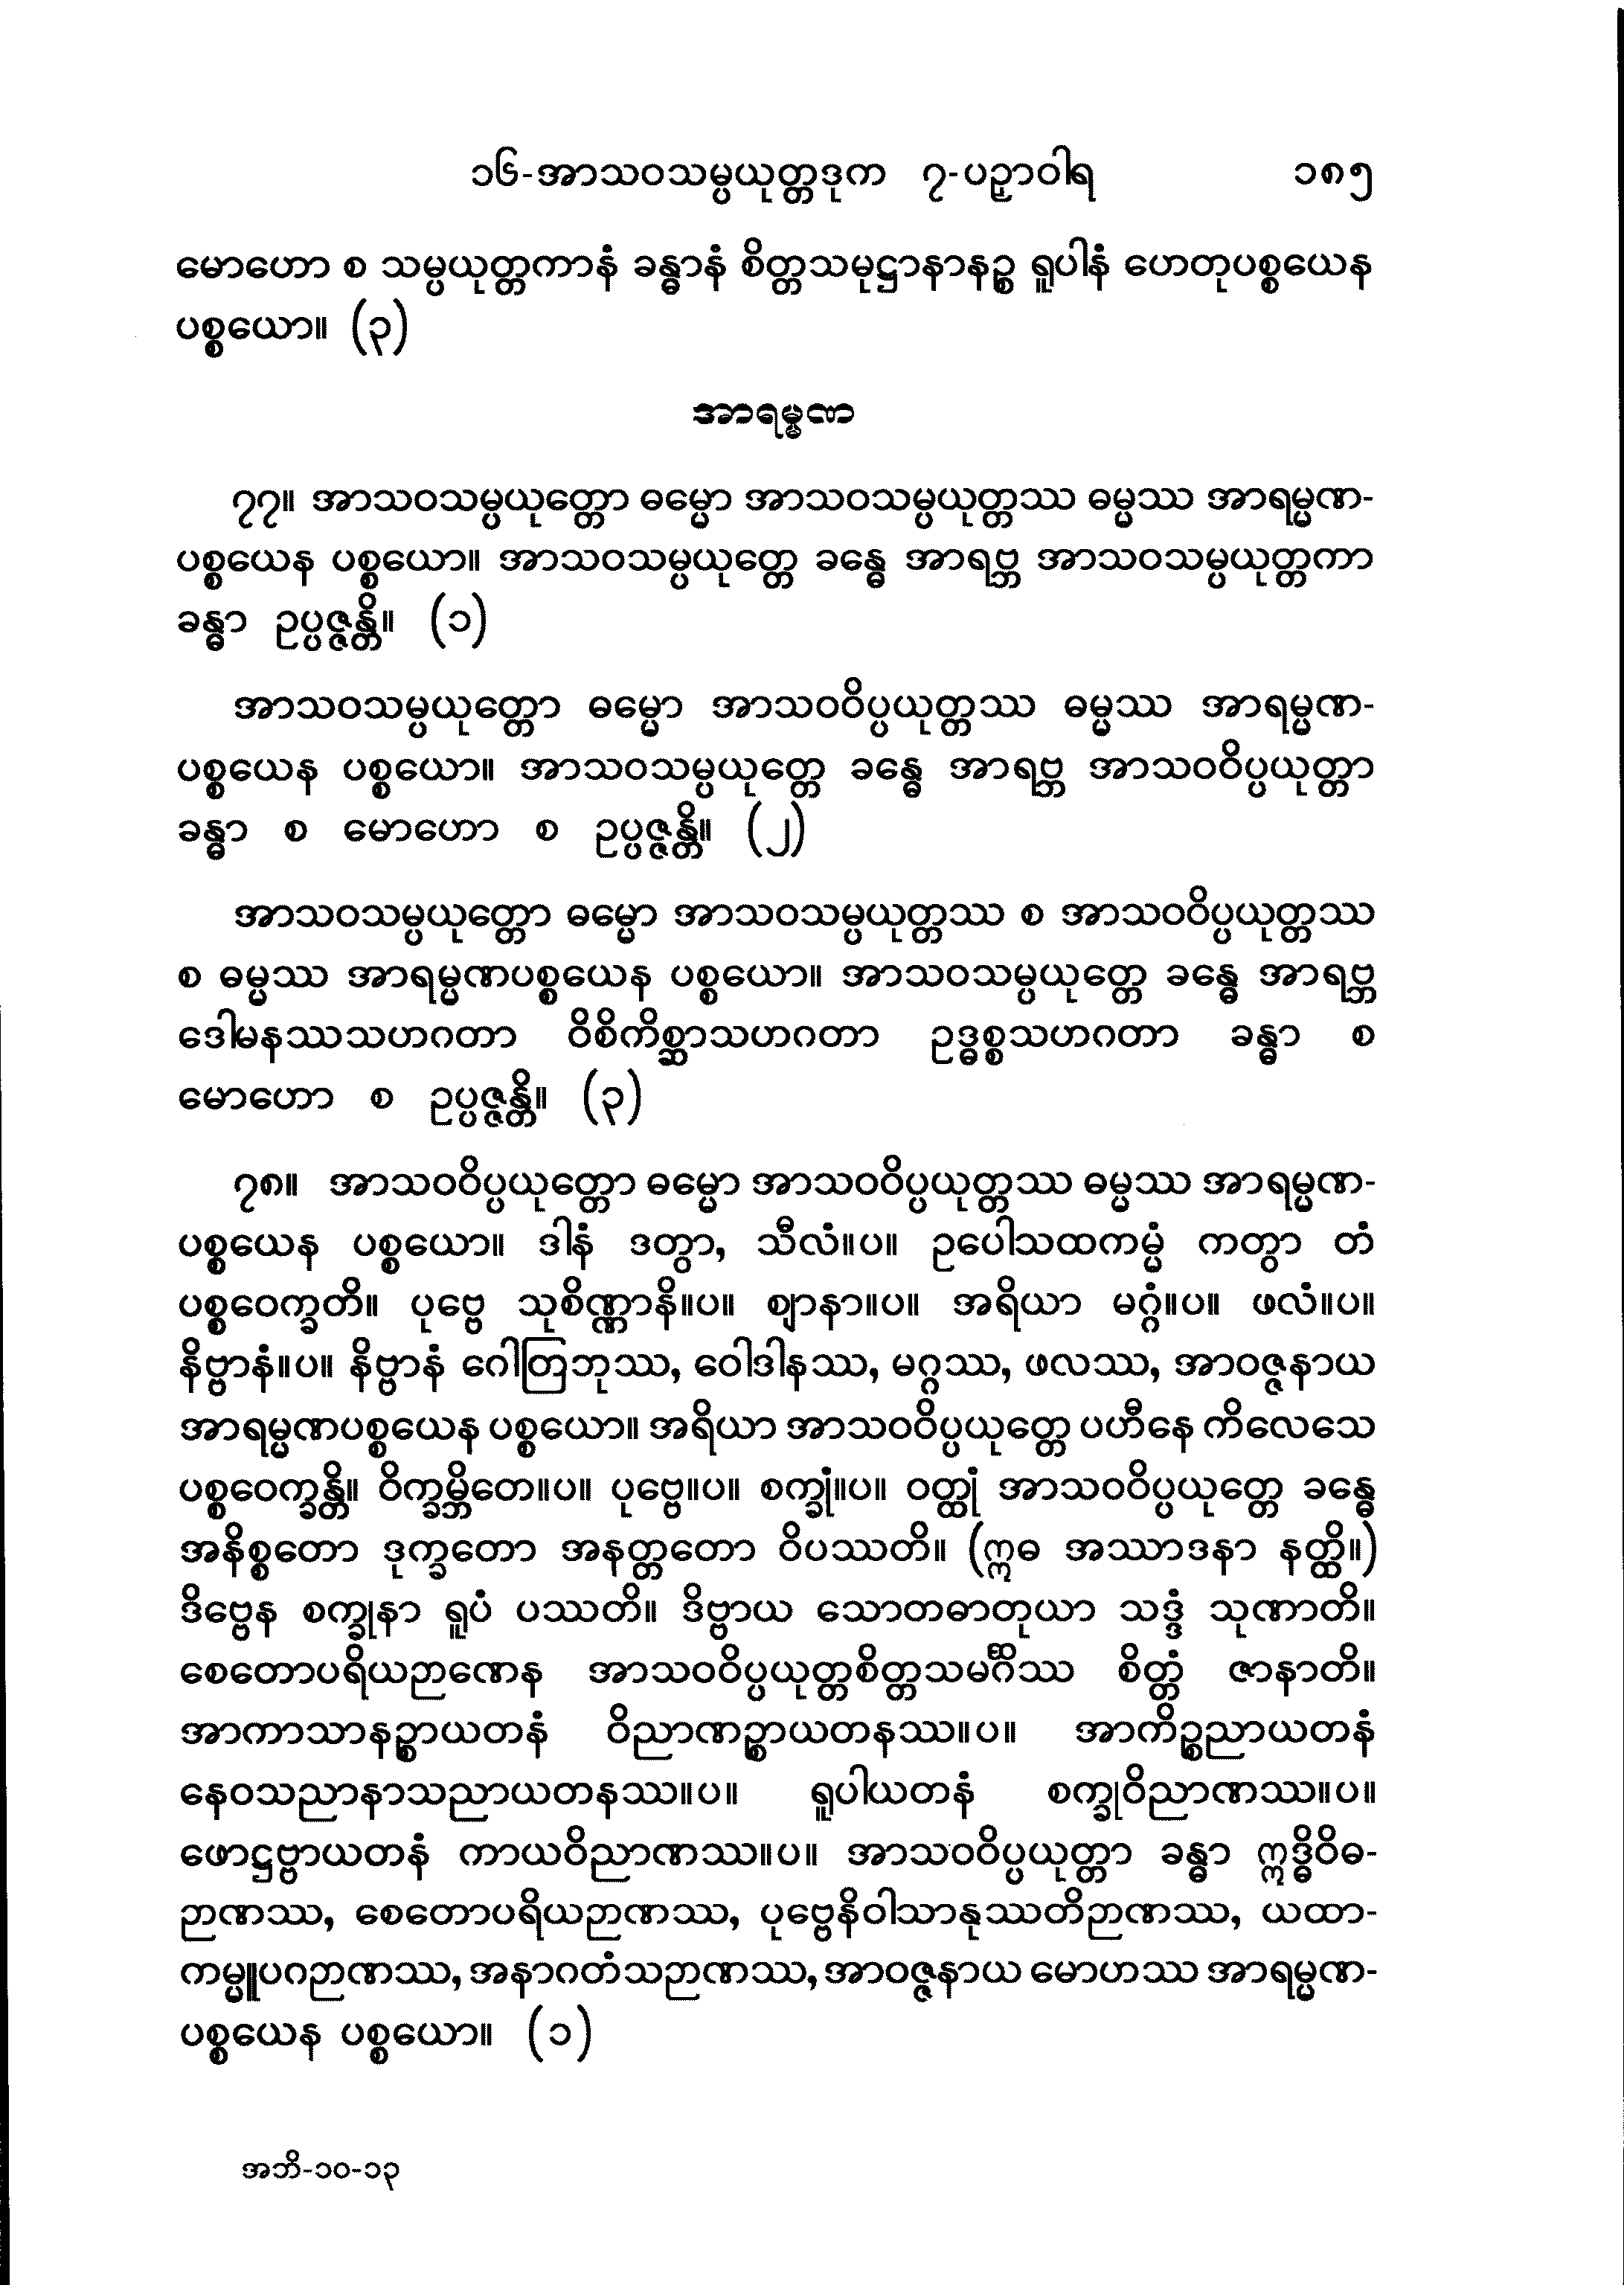 ၁၆-အာသဝသမ္ပယုတ္တဒုက ၇-ပဉှာဝါရ ၁၈၅
မောဟော စ သမ္ပယုတ္တကာနံ ခန္ဓာနံ စိတ္တသမုဋ္ဌာနာနဉ္စ ရူပါနံ ဟေတုပစ္စယေန
ပစ္စယော။ (၃)
အာရမ္မဏ
၇၇။ အာသဝသမ္ပယုတ္တော ဓမ္မော အာသဝသမ္ပယုတ္တဿ ဓမ္မဿ အာရမ္မဏ-
ပစ္စယေန ပစ္စယော။ အာသဝသမ္ပယုတ္တေ ခန္ဓေ အာရဗ္ဘ အာသဝသမ္ပယုတ္တကာ
ခန္ဓာ ဥပ္ပဇ္ဇန္တိ။ (၁)
အာသဝသမ္ပယုတ္တော ဓမ္မော အာသဝဝိပ္ပယုတ္တဿ ဓမ္မဿ အာရမ္မဏ-
ပစ္စယေန ပစ္စယော။ အာသဝသမ္ပယုတ္တေ ခန္ဓေ အာရဗ္ဘ အာသဝဝိပ္ပယုတ္တာ
ခန္ဓာ စ မောဟော စ ဥပ္ပဇ္ဇန္တိ။ (၂)
အာသဝသမ္ပယုတ္တော ဓမ္မော အာသဝသမ္ပယုတ္တဿ စ အာသဝဝိပ္ပယုတ္တဿ
စ ဓမ္မဿ အာရမ္မဏပစ္စယေန ပစ္စယော။ အာသဝသမ္ပယုတ္တေ ခန္ဓေ အာရဗ္ဘ
ဒေါမနဿသဟဂတာ ဝိစိကိစ္ဆာသဟဂတာ ဥဒ္ဓစ္စသဟဂတာ ခန္ဓာ စ
မောဟော စ ဥပ္ပဇ္ဇန္တိ။ (၃)
၇၈။ အာသဝဝိပ္ပယုတ္တော ဓမ္မော အာသဝဝိပ္ပယုတ္တဿ ဓမ္မဿ အာရမ္မဏ-
ပစ္စယေန ပစ္စယော။ ဒါနံ ဒတွာ, သီလံ။ပ။ ဥပေါသထကမ္မံ ကတွာ တံ
ပစ္စဝေက္ခတိ။ ပုဗ္ဗေ သုစိဏ္ဏာနိ။ပ။ ဈာနာ။ပ။ အရိယာ မဂ္ဂံ။ပ။ ဖလံ။ပ။
နိဗ္ဗာနံ။ပ။ နိဗ္ဗာနံ ဂေါတြဘုဿ, ဝေါဒါနဿ, မဂ္ဂဿ, ဖလဿ, အာဝဇ္ဇနာယ
အာရမ္မဏပစ္စယေန ပစ္စယော။ အရိယာ အာသဝဝိပ္ပယုတ္တေ ပဟီနေ ကိလေသေ
ပစ္စဝေက္ခန္တိ။ ဝိက္ခမ္ဘိတေ။ပ။ ပုဗ္ဗေ။ပ။ စက္ခုံ။ပ။ ဝတ္ထုံ အာသဝဝိပ္ပယုတ္တေ ခန္ဓေ
အနိစ္စတော ဒုက္ခတော အနတ္တတော ဝိပဿတိ။ (ဣဓ အဿာဒနာ နတ္ထိ။)
ဒိဗ္ဗေန စက္ခုနာ ရူပံ ပဿတိ။ ဒိဗ္ဗာယ သောတဓာတုယာ သဒ္ဒံ သုဏာတိ။
စေတောပရိယဉာဏေန အာသဝဝိပ္ပယုတ္တစိတ္တသမင်္ဂိဿ စိတ္တံ ဇာနာတိ။
အာကာသာနဉ္စာယတနံ ဝိညာဏဉ္စာယတနဿ။ပ။ အာကိဉ္စညာယတနံ
နေဝသညာနာသညာယတနဿ။ပ။ ရူပါယတနံ စက္ခုဝိညာဏဿ။ပ။
ဖောဋ္ဌဗ္ဗာယတနံ ကာယဝိညာဏဿ။ပ။ အာသဝဝိပ္ပယုတ္တာ ခန္ဓာ ဣဒ္ဓိဝိဓ-
ဉာဏဿ, စေတောပရိယဉာဏဿ, ပုဗ္ဗေနိဝါသာနုဿတိဉာဏဿ, ယထာ-
ကမ္မူပဂဉာဏဿ, အနာဂတံသဉာဏဿ, အာဝဇ္ဇနာယ မောဟဿ အာရမ္မဏ-
ပစ္စယေန ပစ္စယော။ (၁)
အဘိ-၁၀-၁၃